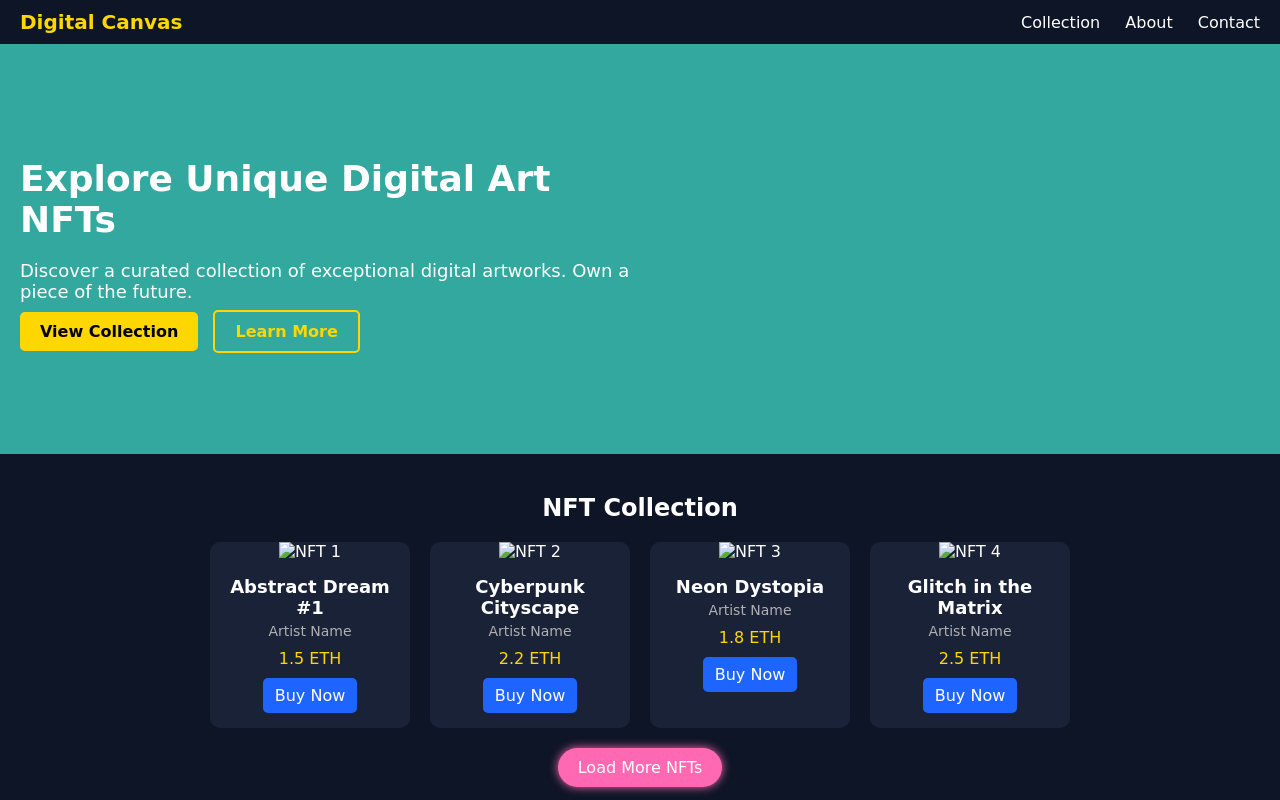 Digital Canvas
Collection About Contact
Explore Unique Digital Art
NFTs
Discover a curated collection of exceptional digital artworks. Own a
piece of the future.
View Collection
Learn More
NFT Collection
NFT 1
Abstract Dream
#1
Artist Name
1.5 ETH
Buy Now
NFT 2
Cyberpunk
Cityscape
Artist Name
2.2 ETH
Buy Now
NFT 3
Neon Dystopia
Artist Name
1.8 ETH
Buy Now
NFT 4
Glitch in the
Matrix
Artist Name
2.5 ETH
Buy Now
Load More NFTs